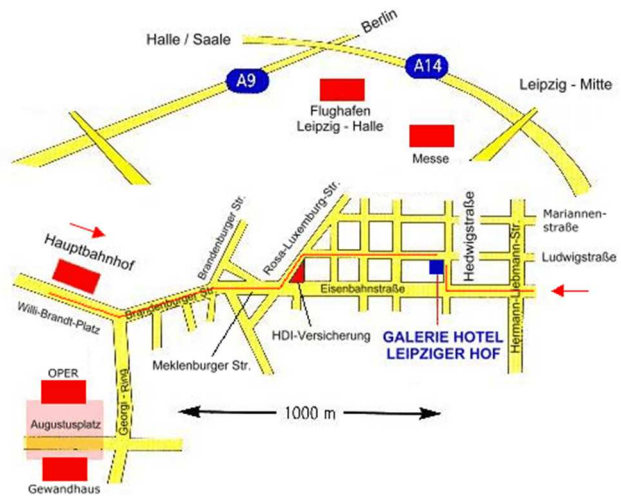 Berlin
Halle / Saale
A9
A14
Flughafen
Leipzig - Halle
Leipzig - Mitte
Messe
Brandenburger Str.
Rosa-Luxemburg-Str.
Hedwigstraße
Hermann-Liebmann-Str.
Mariannen-
straße
Ludwigstraße
Hauptbahnhof
Willi-Brandt-Platz
Brandenburger Str.
Eisenbahnstraße
HDI-Versicherung
Meklenburger Str.
GALERIE HOTEL
LEIPZIGER HOF
OPER
Augustusplatz
Georgi - Ring
Gewandhaus
1000 m